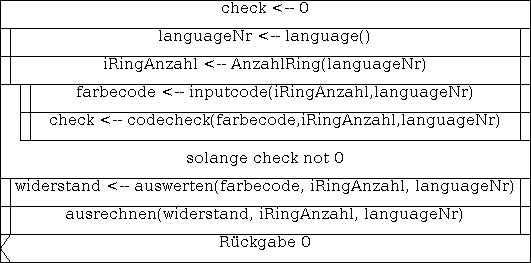 check <-- 0
languageNr <-- language()
iRingAnzahl <-- AnzahlRing(languageNr)
farbecode <-- inputcode(iRingAnzahl,languageNr)
check <-- codecheck(farbecode,iRingAnzahl,languageNr)
solange check not 0
widerstand <-- auswerten(farbecode, iRingAnzahl, languageNr)
ausrechnen(widerstand, iRingAnzahl, languageNr)
Rückgabe 0